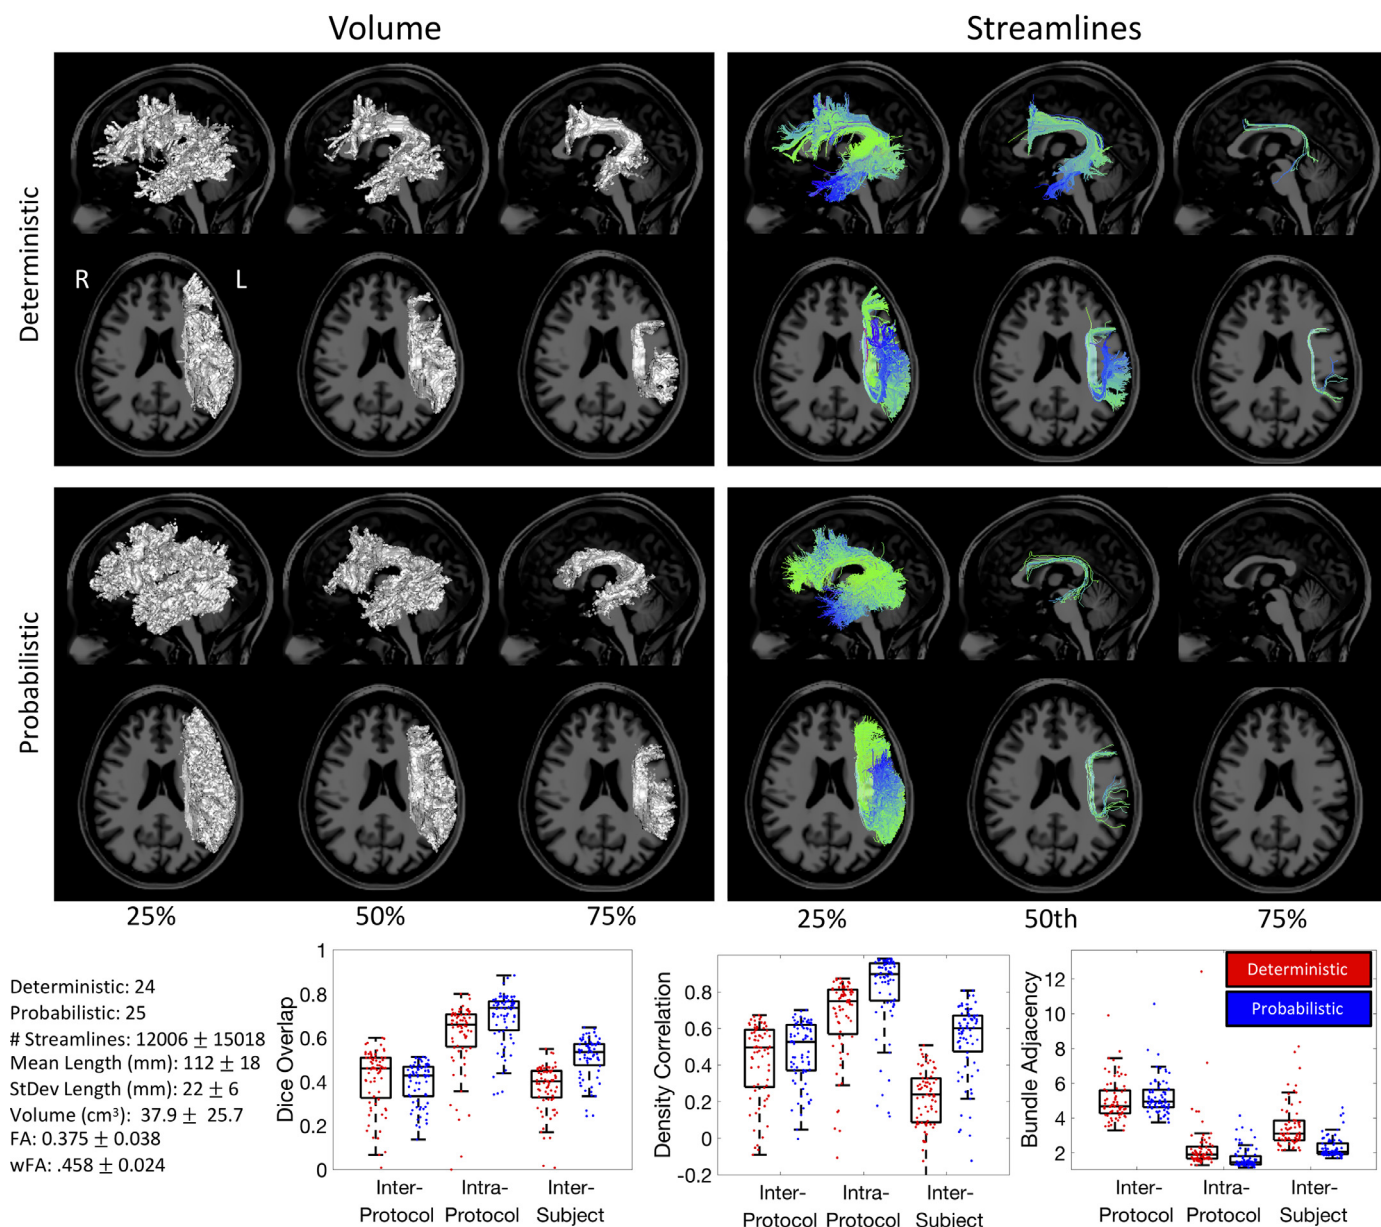 Volume
Streamlines
Deterministic
R
L
Probabilistic
25%
50%
75%
25%
50th
75%
Deterministic: 24
Probabilistic: 25
# Streamlines: 12006 ± 15018
Mean Length (mm): 112 ± 18
StDev Length (mm): 22 ± 6
Volume (cm³): 37.9 ± 25.7
FA: 0.375 ± 0.038
wFA: .458 ± 0.024
Dice Overlap
1
0.8
0.6
0.4
0.2
0
Inter-
Protocol
Intra-
Protocol
Inter-
Subject
Density Correlation
0.8
0.6
0.4
0.2
0
-0.2
Inter-
Protocol
Intra-
Protocol
Inter-
Subject
Bundle Adjacency
12
10
8
6
4
2
Deterministic
Probabilistic
Inter-
Protocol
Intra-
Protocol
Inter-
Subject